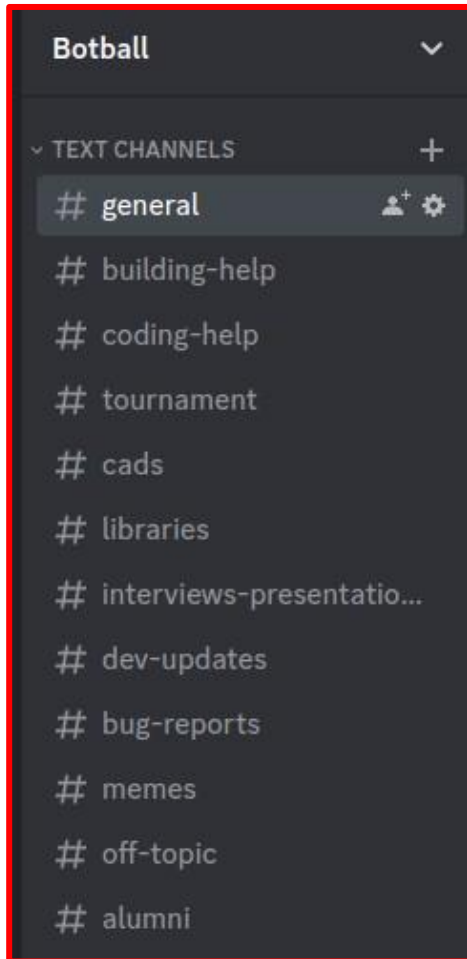 Botball
TEXT CHANNELS
# general
# building-help
# coding-help
# tournament
# cads
# libraries
# interviews-presentatio...
# dev-updates
# bug-reports
# memes
# off-topic
# alumni